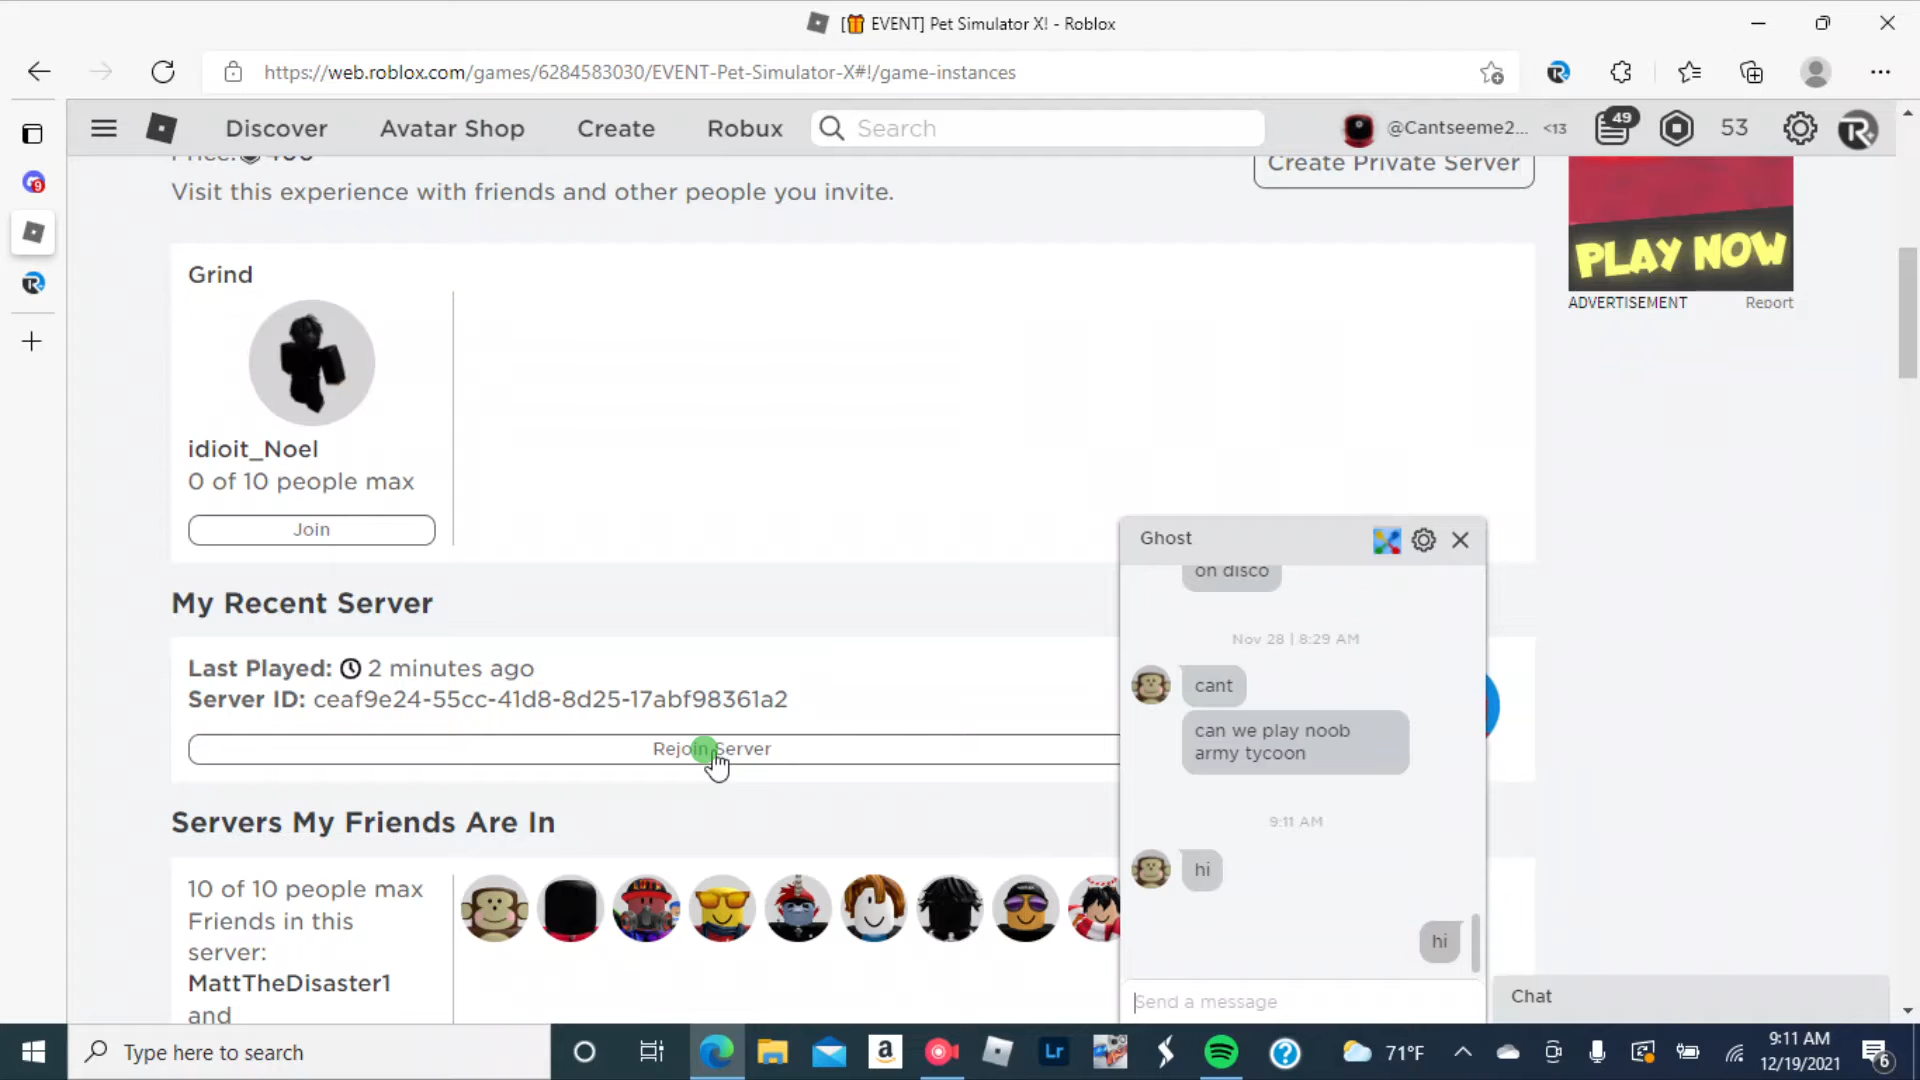 [🎁 EVENT] Pet Simulator X! - Roblox
https://web.roblox.com/games/6284583030/EVENT-Pet-Simulator-X#!/game-instances
Discover Avatar Shop Create Robux Search @Cantseeme2... <13 49 53
Create Private Server
Visit this experience with friends and other people you invite.
9
PLAY NOW
ADVERTISEMENT Report
Grind
idioit_Noel
0 of 10 people max
Join
My Recent Server
Last Played: 2 minutes ago
Server ID: ceaf9e24-55cc-41d8-8d25-17abf98361a2
Rejoin Server
Servers My Friends Are In
10 of 10 people max
Friends in this
server:
MattTheDisaster1
and
Ghost
on disco
Nov 28 | 8:29 AM
cant
can we play noob
army tycoon
9:11 AM
hi
hi
Send a message
Chat
Type here to search
Lr
71°F
9:11 AM
12/19/2021
6